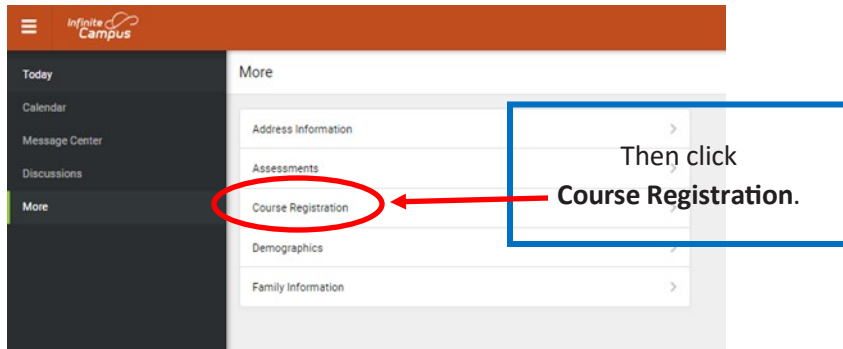 Infinite
Campus
Today
More
Calendar
Message Center
Discussions
More
Address Information
Assessments
Course Registration
Demographics
Family Information
Then click
Course Registration.